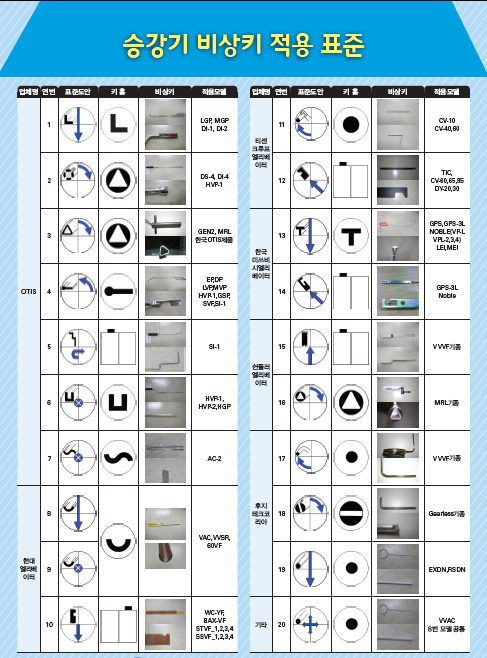 승강기 비상키 적용 표준
업체명 연번 표준도안 키 홀 비상키 적용모델
OTIS
1
LGP, MGP
DI-1, DI-2
2
DS-4, DI-4
HVP-1
3
GEN2, MRL
한국 OTIS제품
4
EP,DP
LVP,MVP
HVP-1,GSP,
SVF,SI-1
5
SI-1
6
HVP-1,
HVP-2,HGP
7
AC-2
현대
엘리베
이터
8
VAC,VVSR,
60VF
9
10
WC-YF,
BAX-VF
STVF_1,2,3,4
SSVF_1,2,3,4
업체명 연번 표준도안 키 홀 비상키 적용모델
티센
크루프
엘리베
이터
11
CV-10
CV-40,60
12
TIC,
CV-60,65,85
DY-20,30
한국
미쓰비
시엘리
베이터
13
GPS,GPS-3L
NOBLE(VP-L
VPL-2,3,4)
LEI,MEI
14
GPS-3L
Noble
쉰들러
엘리베
이터
15
VVVF기종
16
MRL기종
17
VVVF기종
후지
테크코
리아
18
Gearless기종
19
EXDN,RSDN
기타
20
VVAC
8번 모델 공통